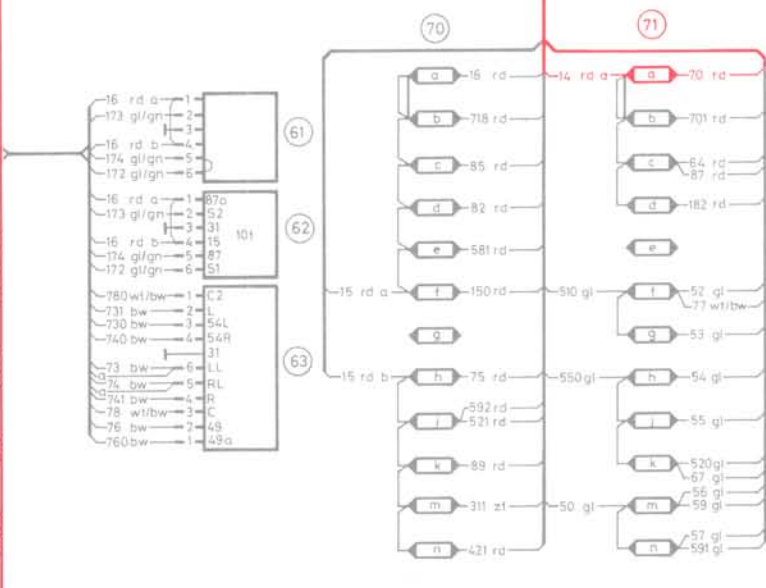 70
71
16 rd a 1
173 gl/gn 2
3
16 rd b 4
174 gl/gn 5
172 gl/gn 6
61
16 rd a 1 87a
173 gl/gn 2 S2
3 31
16 rd b 4 15
174 gl/gn 5 87
172 gl/gn 6 S1
101
62
780 wt/bw 1 C2
731 bw 2 L
730 bw 3 54L
740 bw 4 54R
31
73 bw 6 LL
a
74 bw 5 RL
a
741 bw 4 R
78 wt/bw 3 C
76 bw 2 49
760 bw 1 49a
63
a 16 rd
b 718 rd
c 85 rd
d 82 rd
e 581 rd
15 rd a f 150 rd
g
15 rd b h 75 rd
592 rd
j 521 rd
k 89 rd
m 311 zt
n 421 rd
14 rd a a 70 rd
b 701 rd
c 64 rd
87 rd
d 182 rd
e
510 gl f 52 gl
77 wt/bw
g 53 gl
550 gl h 54 gl
j 55 gl
k 520 gl
67 gl
56 gl
50 gl m 59 gl
57 gl
n 591 gl